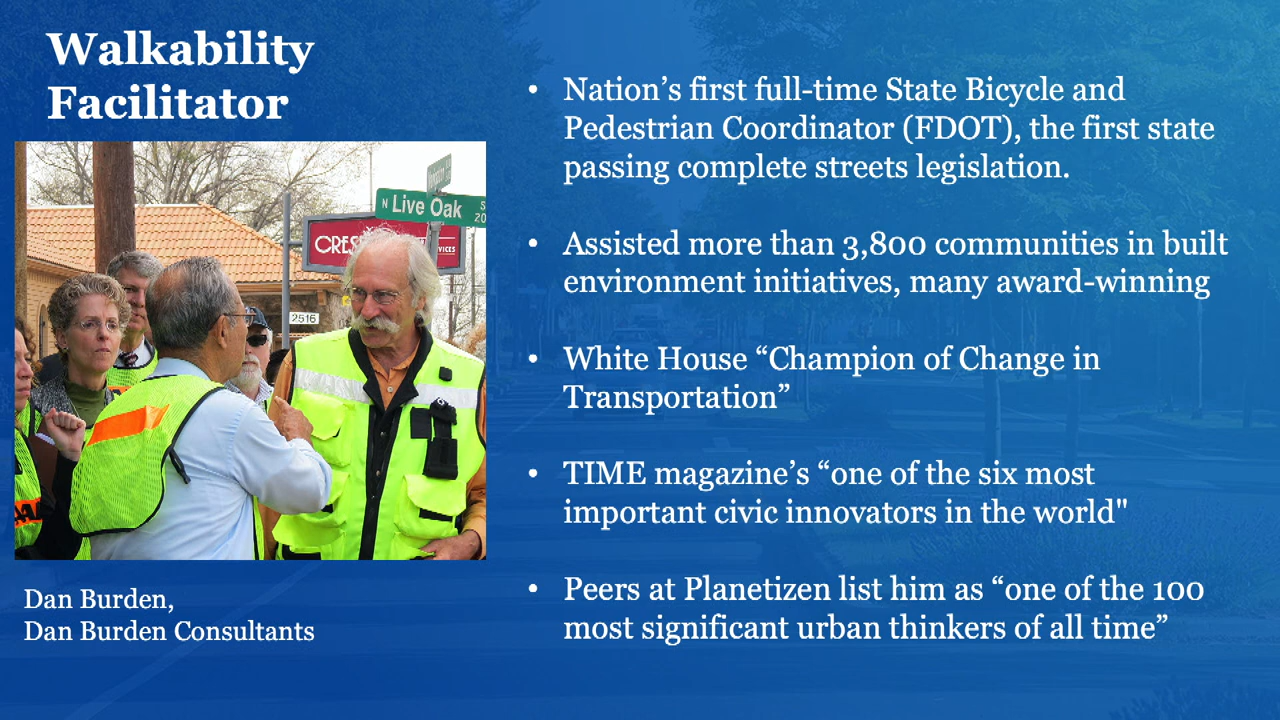 Walkability
Facilitator
N Live Oak S
20
CRES
VICES
2516
Dan Burden,
Dan Burden Consultants
• Nation’s first full-time State Bicycle and
Pedestrian Coordinator (FDOT), the first state
passing complete streets legislation.
• Assisted more than 3,800 communities in built
environment initiatives, many award-winning
• White House “Champion of Change in
Transportation”
• TIME magazine’s “one of the six most
important civic innovators in the world"
• Peers at Planetizen list him as “one of the 100
most significant urban thinkers of all time”